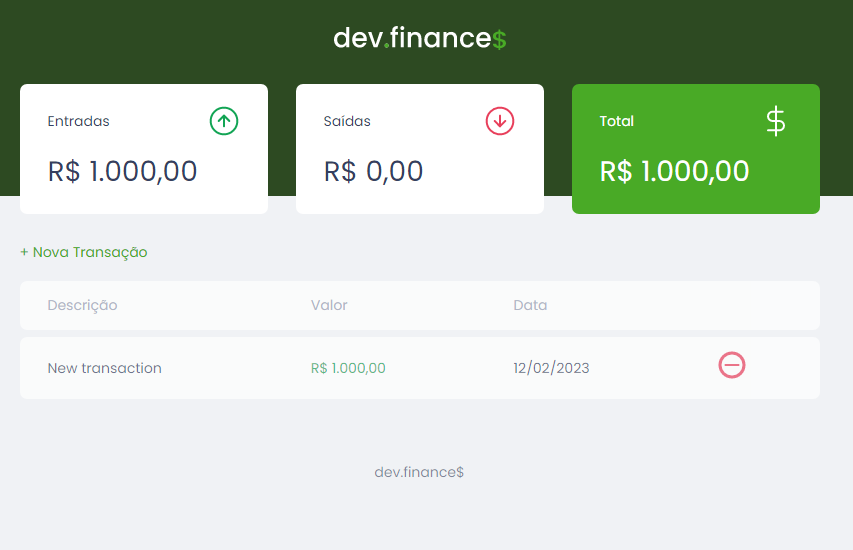 dev.finance$
Entradas
R$ 1.000,00
Saídas
R$ 0,00
Total
$
R$ 1.000,00
+ Nova Transação
Descrição Valor Data
New transaction R$ 1.000,00 12/02/2023
dev.finance$